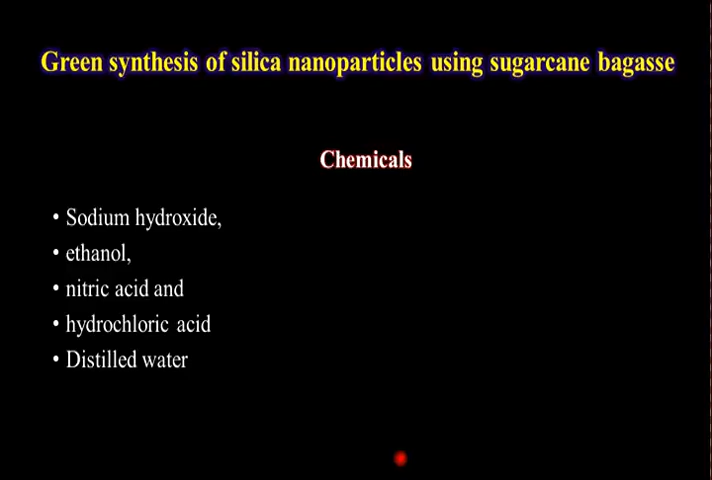 Green synthesis of silica nanoparticles using sugarcane bagasse
Chemicals
• Sodium hydroxide,
• ethanol,
• nitric acid and
• hydrochloric acid
• Distilled water